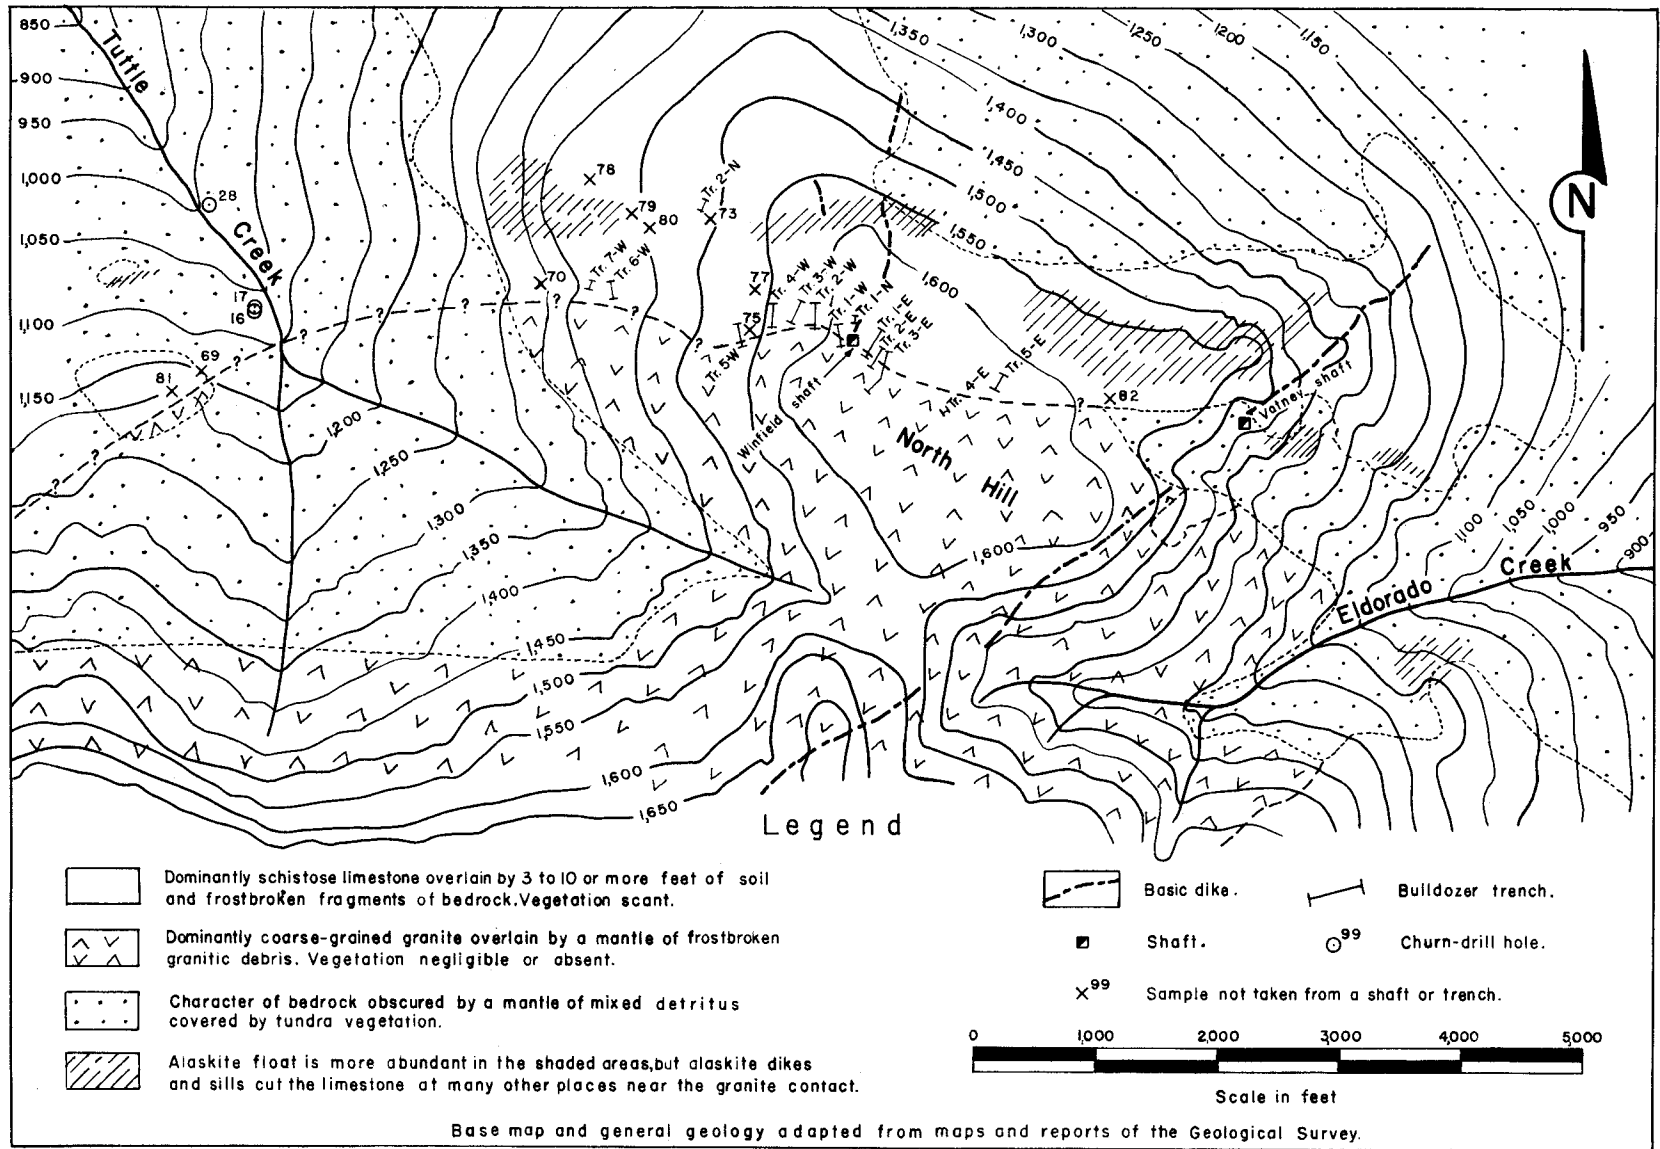 850
900
950
1,000
1,050
1,100
1,150
Tuttle
Creek
28
17
16
69
81
1,200
1,250
1,300
1,350
1,400
1,450
1,500
1,550
1,600
1,650
78
79
80
73
70
77
75
Tr. 2-N
Tr. 7-W
Tr. 6-W
Tr. 4-W
Tr. 3-W
Tr. 2-W
Tr. 1-W
Tr. 1-N
Tr. 1-E
Tr. 2-E
Tr. 3-E
Tr. 5-W
Tr. 4-E
Tr. 5-E
82
?
?
?
?
?
?
?
?
Winfield shaft
Vatney shaft
North
Hill
1,350
1,300
1,250
1,200
1,150
1,400
1,450
1,500
1,550
1,600
1,600
1,100
1,050
1,000
950
900
Eldorado Creek
N
Legend
Dominantly schistose limestone overlain by 3 to 10 or more feet of soil
and frostbroken fragments of bedrock. Vegetation scant.
Dominantly coarse-grained granite overlain by a mantle of frostbroken
granitic debris. Vegetation negligible or absent.
Character of bedrock obscured by a mantle of mixed detritus
covered by tundra vegetation.
Alaskite float is more abundant in the shaded areas, but alaskite dikes
and sills cut the limestone at many other places near the granite contact.
Basic dike.
Bulldozer trench.
Shaft.
99
Churn-drill hole.
99
Sample not taken from a shaft or trench.
0 1,000 2,000 3,000 4,000 5,000
Scale in feet
Base map and general geology adapted from maps and reports of the Geological Survey.